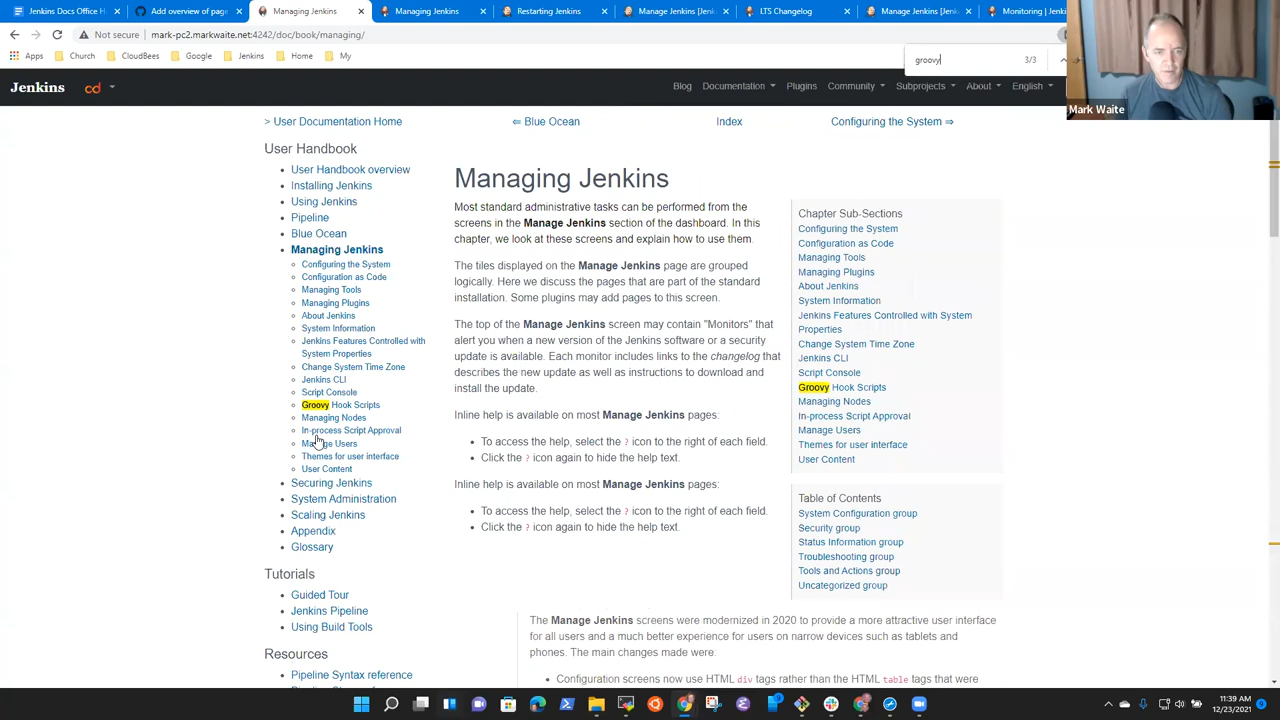 Jenkins Docs Office H
Add overview of page
Managing Jenkins
Managing Jenkins
Restarting Jenkins
Manage Jenkins [Jen
LTS Changelog
Manage Jenkins [Jenk
Monitoring | Jenki
Not secure
mark-pc2.markwaite.net:4242/doc/book/managing/
Apps
Church
CloudBees
Google
Jenkins
Home
My
groovy
3/3
Jenkins
cd
Blog
Documentation
Plugins
Community
Subprojects
About
English
Mark Waite
> User Documentation Home
⇐ Blue Ocean
Index
Configuring the System ⇒
User Handbook
User Handbook overview
Installing Jenkins
Using Jenkins
Pipeline
Blue Ocean
Managing Jenkins
Configuring the System
Configuration as Code
Managing Tools
Managing Plugins
About Jenkins
System Information
Jenkins Features Controlled with
System Properties
Change System Time Zone
Jenkins CLI
Script Console
Groovy Hook Scripts
Managing Nodes
In-process Script Approval
Manage Users
Themes for user interface
User Content
Securing Jenkins
System Administration
Scaling Jenkins
Appendix
Glossary
Tutorials
Guided Tour
Jenkins Pipeline
Using Build Tools
Resources
Pipeline Syntax reference
Managing Jenkins
Most standard administrative tasks can be performed from the
screens in the Manage Jenkins section of the dashboard. In this
chapter, we look at these screens and explain how to use them.
The tiles displayed on the Manage Jenkins page are grouped
logically. Here we discuss the pages that are part of the standard
installation. Some plugins may add pages to this screen.
The top of the Manage Jenkins screen may contain "Monitors" that
alert you when a new version of the Jenkins software or a security
update is available. Each monitor includes links to the changelog that
describes the new update as well as instructions to download and
install the update.
Inline help is available on most Manage Jenkins pages:
To access the help, select the ? icon to the right of each field.
Click the ? icon again to hide the help text.
Inline help is available on most Manage Jenkins pages:
To access the help, select the ? icon to the right of each field.
Click the ? icon again to hide the help text.
The Manage Jenkins screens were modernized in 2020 to provide a more attractive user interface
for all users and a much better experience for users on narrow devices such as tablets and
phones. The main changes made were:
Configuration screens now use HTML div tags rather than the HTML table tags that were
Chapter Sub-Sections
Configuring the System
Configuration as Code
Managing Tools
Managing Plugins
About Jenkins
System Information
Jenkins Features Controlled with System
Properties
Change System Time Zone
Jenkins CLI
Script Console
Groovy Hook Scripts
Managing Nodes
In-process Script Approval
Manage Users
Themes for user interface
User Content
Table of Contents
System Configuration group
Security group
Status Information group
Troubleshooting group
Tools and Actions group
Uncategorized group
11:39 AM
12/23/2021